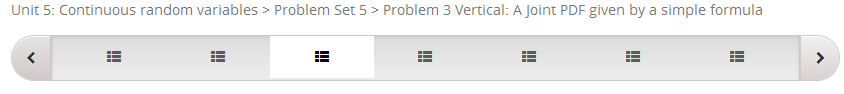 Unit 5: Continuous random variables > Problem Set 5 > Problem 3 Vertical: A Joint PDF given by a simple formula